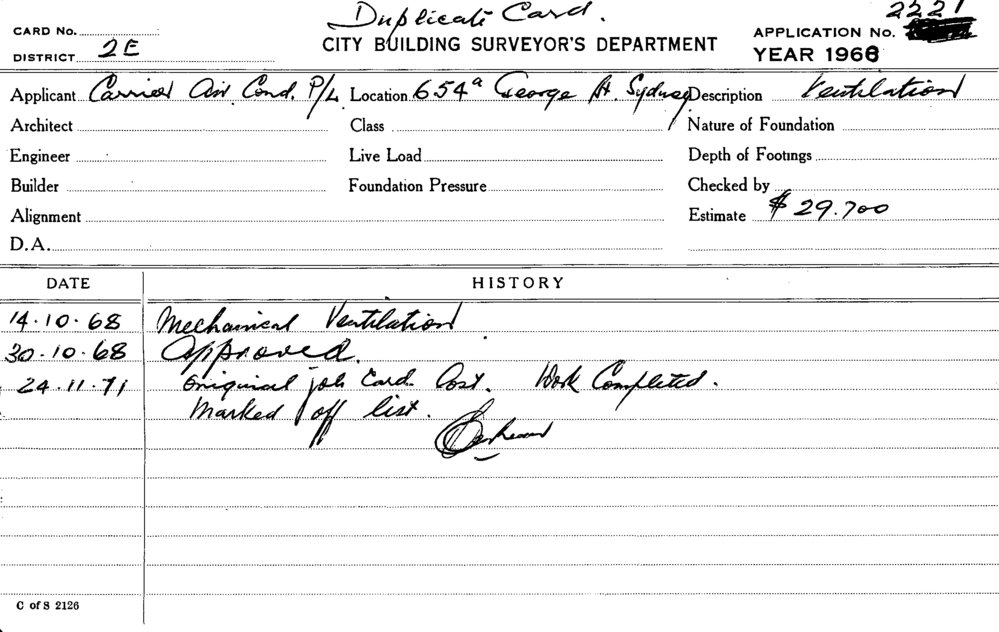 Duplicate Card.
CARD No.
CITY BUILDING SURVEYOR'S DEPARTMENT
APPLICATION No. 2221
DISTRICT 2E
YEAR 1968
Applicant Carrier Air Cond. P/L Location 654a George St. Sydney Description Ventilation
Architect Class Nature of Foundation
Engineer Live Load Depth of Footings
Builder Foundation Pressure Checked by
Alignment Estimate $29.700
D.A.
DATE HISTORY
14.10.68 Mechanical Ventilation
30.10.68 Approved.
24.11.71 Original job Card Lost. Work Completed.
Marked off list.
C of S 2126